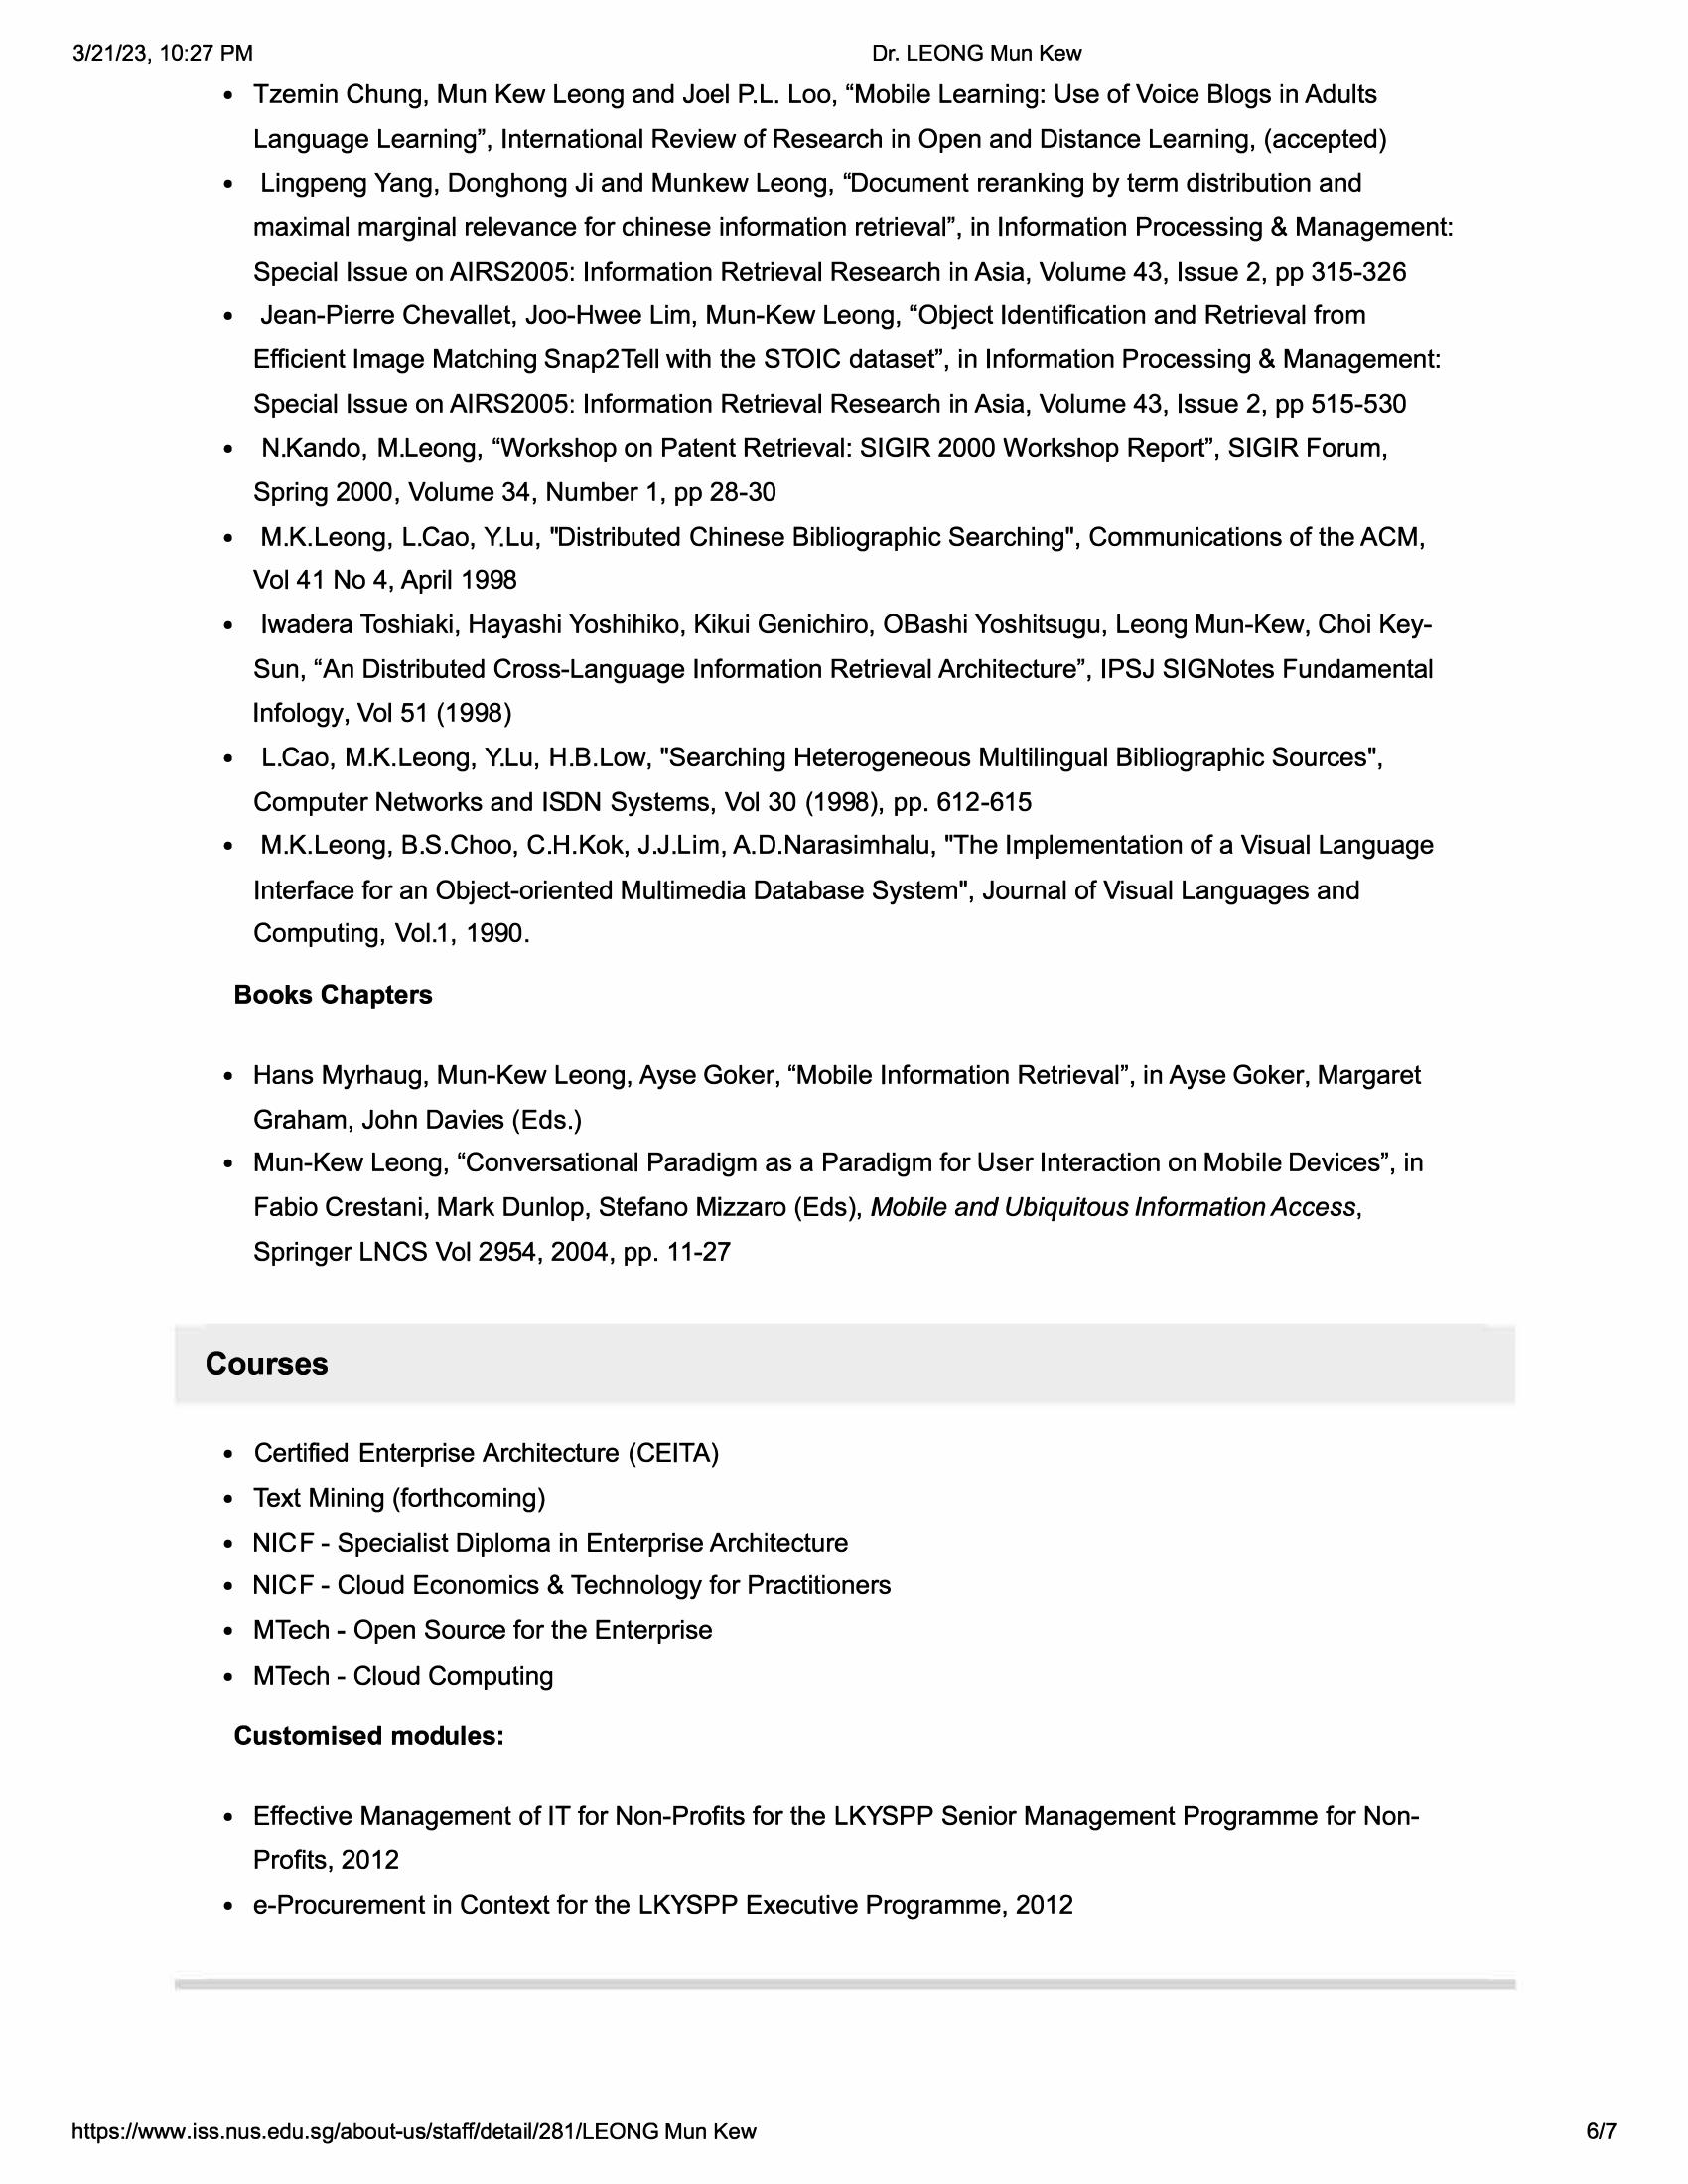 3/21/23, 10:27 PM Dr. LEONG Mun Kew
• Tzemin Chung, Mun Kew Leong and Joel P.L. Loo, “Mobile Learning: Use of Voice Blogs in Adults
Language Learning”, International Review of Research in Open and Distance Learning, (accepted)
• Lingpeng Yang, Donghong Ji and Munkew Leong, “Document reranking by term distribution and
maximal marginal relevance for chinese information retrieval”, in Information Processing & Management:
Special Issue on AIRS2005: Information Retrieval Research in Asia, Volume 43, Issue 2, pp 315-326
• Jean-Pierre Chevallet, Joo-Hwee Lim, Mun-Kew Leong, “Object Identification and Retrieval from
Efficient Image Matching Snap2Tell with the STOIC dataset”, in Information Processing & Management:
Special Issue on AIRS2005: Information Retrieval Research in Asia, Volume 43, Issue 2, pp 515-530
• N.Kando, M.Leong, “Workshop on Patent Retrieval: SIGIR 2000 Workshop Report”, SIGIR Forum,
Spring 2000, Volume 34, Number 1, pp 28-30
• M.K.Leong, L.Cao, Y.Lu, "Distributed Chinese Bibliographic Searching", Communications of the ACM,
Vol 41 No 4, April 1998
• Iwadera Toshiaki, Hayashi Yoshihiko, Kikui Genichiro, OBashi Yoshitsugu, Leong Mun-Kew, Choi Key-
Sun, “An Distributed Cross-Language Information Retrieval Architecture”, IPSJ SIGNotes Fundamental
Infology, Vol 51 (1998)
• L.Cao, M.K.Leong, Y.Lu, H.B.Low, "Searching Heterogeneous Multilingual Bibliographic Sources",
Computer Networks and ISDN Systems, Vol 30 (1998), pp. 612-615
• M.K.Leong, B.S.Choo, C.H.Kok, J.J.Lim, A.D.Narasimhalu, "The Implementation of a Visual Language
Interface for an Object-oriented Multimedia Database System", Journal of Visual Languages and
Computing, Vol.1, 1990.
Books Chapters
• Hans Myrhaug, Mun-Kew Leong, Ayse Goker, “Mobile Information Retrieval”, in Ayse Goker, Margaret
Graham, John Davies (Eds.)
• Mun-Kew Leong, “Conversational Paradigm as a Paradigm for User Interaction on Mobile Devices”, in
Fabio Crestani, Mark Dunlop, Stefano Mizzaro (Eds), Mobile and Ubiquitous Information Access,
Springer LNCS Vol 2954, 2004, pp. 11-27
Courses
• Certified Enterprise Architecture (CEITA)
• Text Mining (forthcoming)
• NICF - Specialist Diploma in Enterprise Architecture
• NICF - Cloud Economics & Technology for Practitioners
• MTech - Open Source for the Enterprise
• MTech - Cloud Computing
Customised modules:
• Effective Management of IT for Non-Profits for the LKYSPP Senior Management Programme for Non-
Profits, 2012
• e-Procurement in Context for the LKYSPP Executive Programme, 2012
https://www.iss.nus.edu.sg/about-us/staff/detail/281/LEONG Mun Kew 6/7